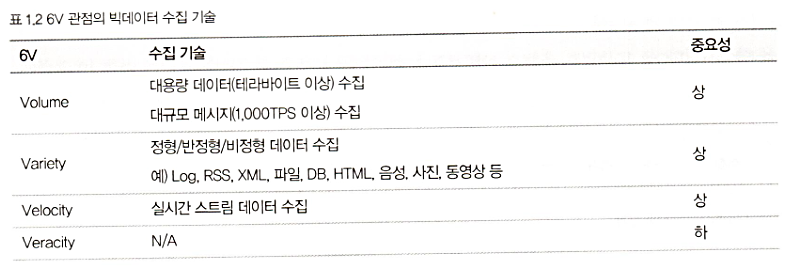 표 1.2 6V 관점의 빅데이터 수집 기술
6V 수집 기술 중요성
Volume 대용량 데이터(테라바이트 이상) 수집 상
대규모 메시지(1,000TPS 이상) 수집
Variety 정형/반정형/비정형 데이터 수집 상
예) Log, RSS, XML, 파일, DB, HTML, 음성, 사진, 동영상 등
Velocity 실시간 스트림 데이터 수집 상
Veracity N/A 하